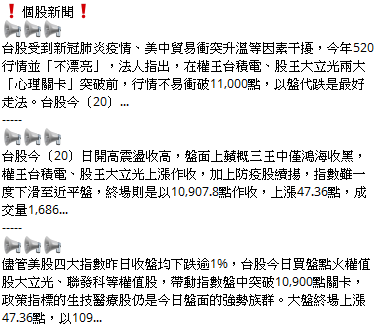 ❗ 個股新聞❗
📢📢📢
台股受到新冠肺炎疫情、美中貿易衝突升溫等因素干擾，今年520
行情並「不漂亮」，法人指出，在權王台積電、股王大立光兩大
「心理關卡」突破前，行情不易衝破11,000點，以盤代跌是最好
走法。台股今〔20〕...
-----
📢📢📢
台股今〔20〕日開高震盪收高，盤面上蘋概三王中僅鴻海收黑，
權王台積電、股王大立光上漲作收，加上防疫股續揚，指數雖一
度下滑至近平盤，終場則是以10,907.8點作收，上漲47.36點，成
交量1,686...
-----
📢📢📢
儘管美股四大指數昨日收盤均下跌逾1%，台股今日買盤點火權值
股大立光、聯發科等權值股，帶動指數盤中突破10,900點關卡，
政策指標的生技醫療股仍是今日盤面的強勢族群。大盤終場上漲
47.36點，以109...